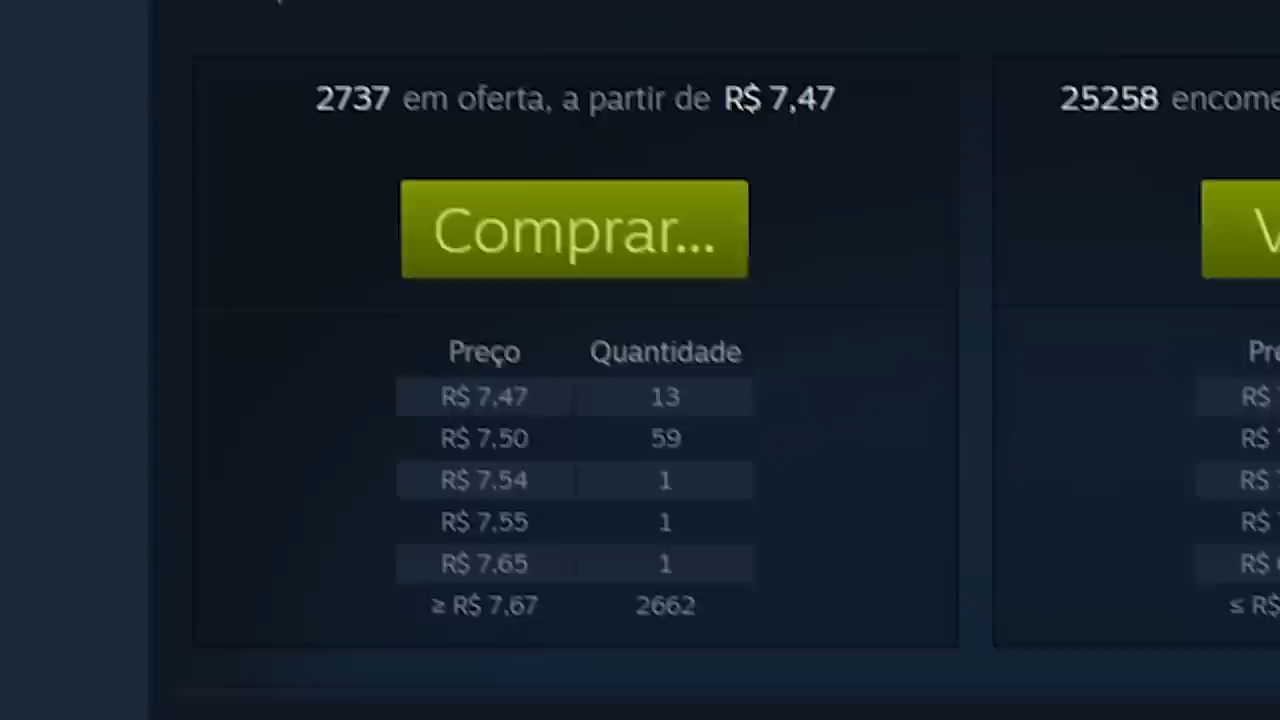 2737 em oferta, a partir de R$ 7,47
Comprar...
Preço Quantidade
R$ 7,47 13
R$ 7,50 59
R$ 7,54 1
R$ 7,55 1
R$ 7,65 1
≥ R$ 7,67 2662
25258
R$
R$
R$
R$
R$
≤ R$